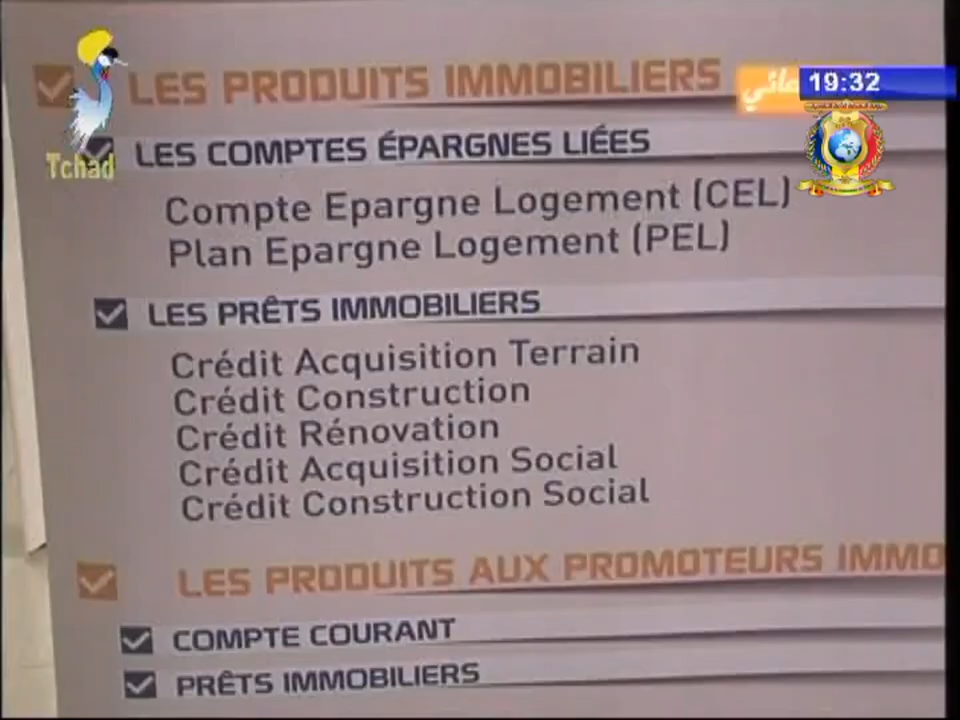 LES PRODUITS IMMOBILIERS
19:32
Tchad
LES COMPTES ÉPARGNES LIÉES
Compte Epargne Logement (CEL)
Plan Epargne Logement (PEL)
LES PRÊTS IMMOBILIERS
Crédit Acquisition Terrain
Crédit Construction
Crédit Rénovation
Crédit Acquisition Social
Crédit Construction Social
LES PRODUITS AUX PROMOTEURS IMMO
COMPTE COURANT
PRÊTS IMMOBILIERS